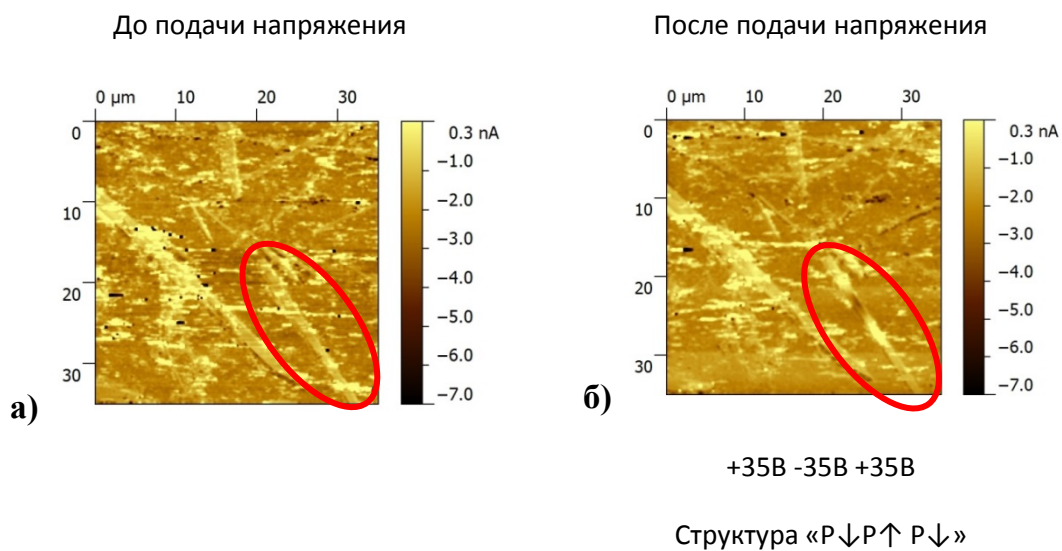 До подачи напряжения
После подачи напряжения
0 µm 10 20 30
0
10
20
30
0.3 nA
−1.0
−2.0
−3.0
−4.0
−5.0
−6.0
−7.0
а)
0 µm 10 20 30
0
10
20
30
0.3 nA
−1.0
−2.0
−3.0
−4.0
−5.0
−6.0
−7.0
б)
+35В -35В +35В
Структура «P↓P↑ P↓»